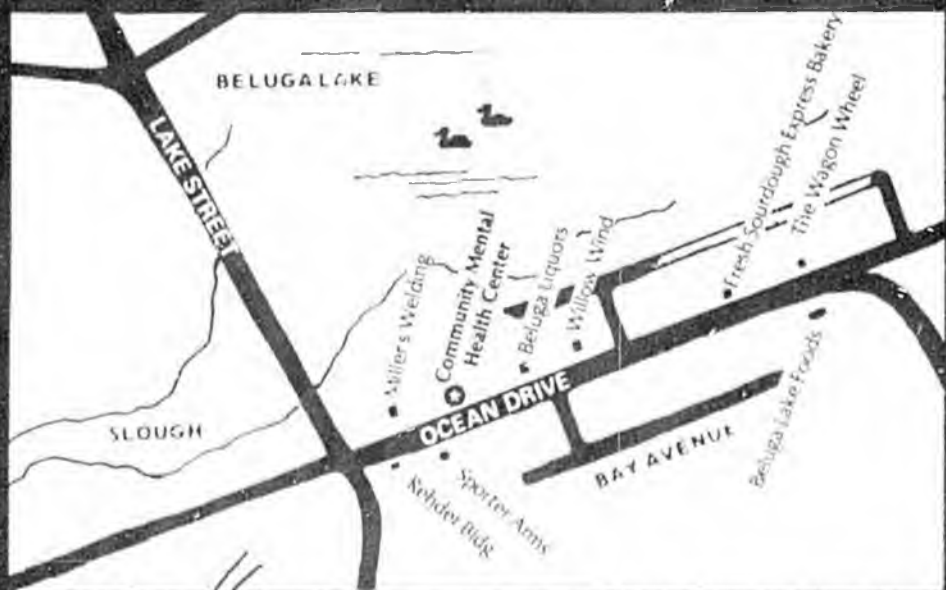 BELUGA LAKE
LAKE STREET
Fresh Sourdough Express Bakery
The Wagon Wheel
Miller's Welding
Community Mental
Health Center
Beluga Liquors
Willow Wind
SLOUGH
OCEAN DRIVE
BAY AVENUE
Beluga Lake Foods
Rehder Bldg
Sporter Arms